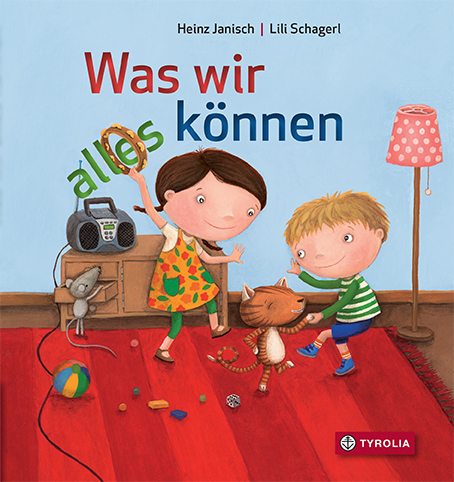 Heinz Janisch | Lili Schagerl
Was wir
alles können
TYROLIA